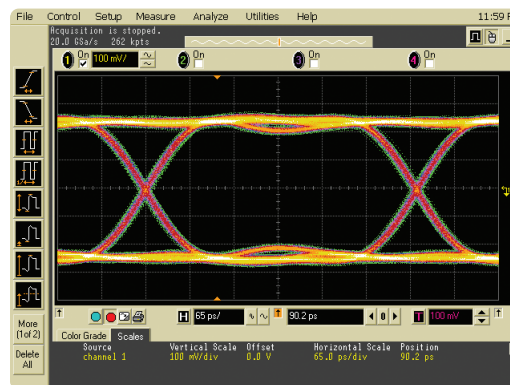 File Control Setup Measure Analyze Utilities Help 11:59
Acquisition is stopped.
20.0 GSa/s 262 kpts
1 On 100 mV/ 2 On 3 On 4 On
H 65 ps/ 90.2 ps 0 T 100 mV
More
(1of 2)
Delete
All
Color Grade Scales
Source Vertical Scale Offset Horizontal Scale Position
channel 1 100 mV/div 0.0 V 65.0 ps/div 90.2 ps